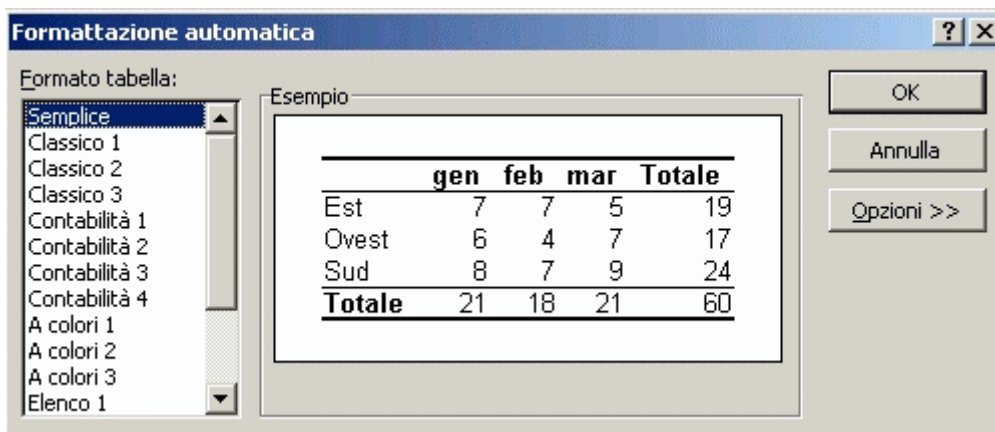 Formattazione automatica
Formato tabella:
Semplice
Classico 1
Classico 2
Classico 3
Contabilità 1
Contabilità 2
Contabilità 3
Contabilità 4
A colori 1
A colori 2
A colori 3
Elenco 1
Esempio
gen feb mar Totale
Est 7 7 5 19
Ovest 6 4 7 17
Sud 8 7 9 24
Totale 21 18 21 60
OK
Annulla
Opzioni >>